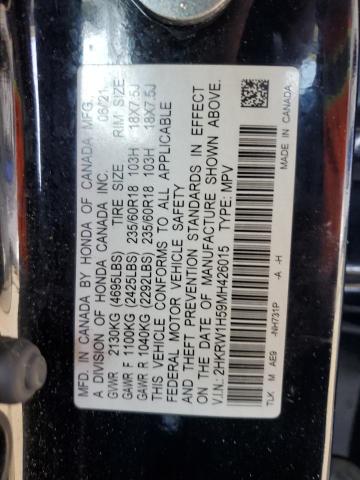 MFD. IN CANADA BY HONDA OF CANADA MFG.
A DIVISION OF HONDA CANADA INC. 06/21
TIRE SIZE RIM SIZE
GVWR 2130KG (4695LBS)
GAWR F 1100KG (2425LBS) 235/60R18 103H 18X7.5J
GAWR R 1040KG (2292LBS) 235/60R18 103H 18X7.5J
THIS VEHICLE CONFORMS TO ALL APPLICABLE
FEDERAL MOTOR VEHICLE SAFETY
AND THEFT PREVENTION STANDARDS IN EFFECT
ON THE DATE OF MANUFACTURE SHOWN ABOVE.
V.I.N.: 2HKRW1H59MH426015 TYPE: MPV
TLK M AE9 -NH731P -A -H MADE IN CANADA